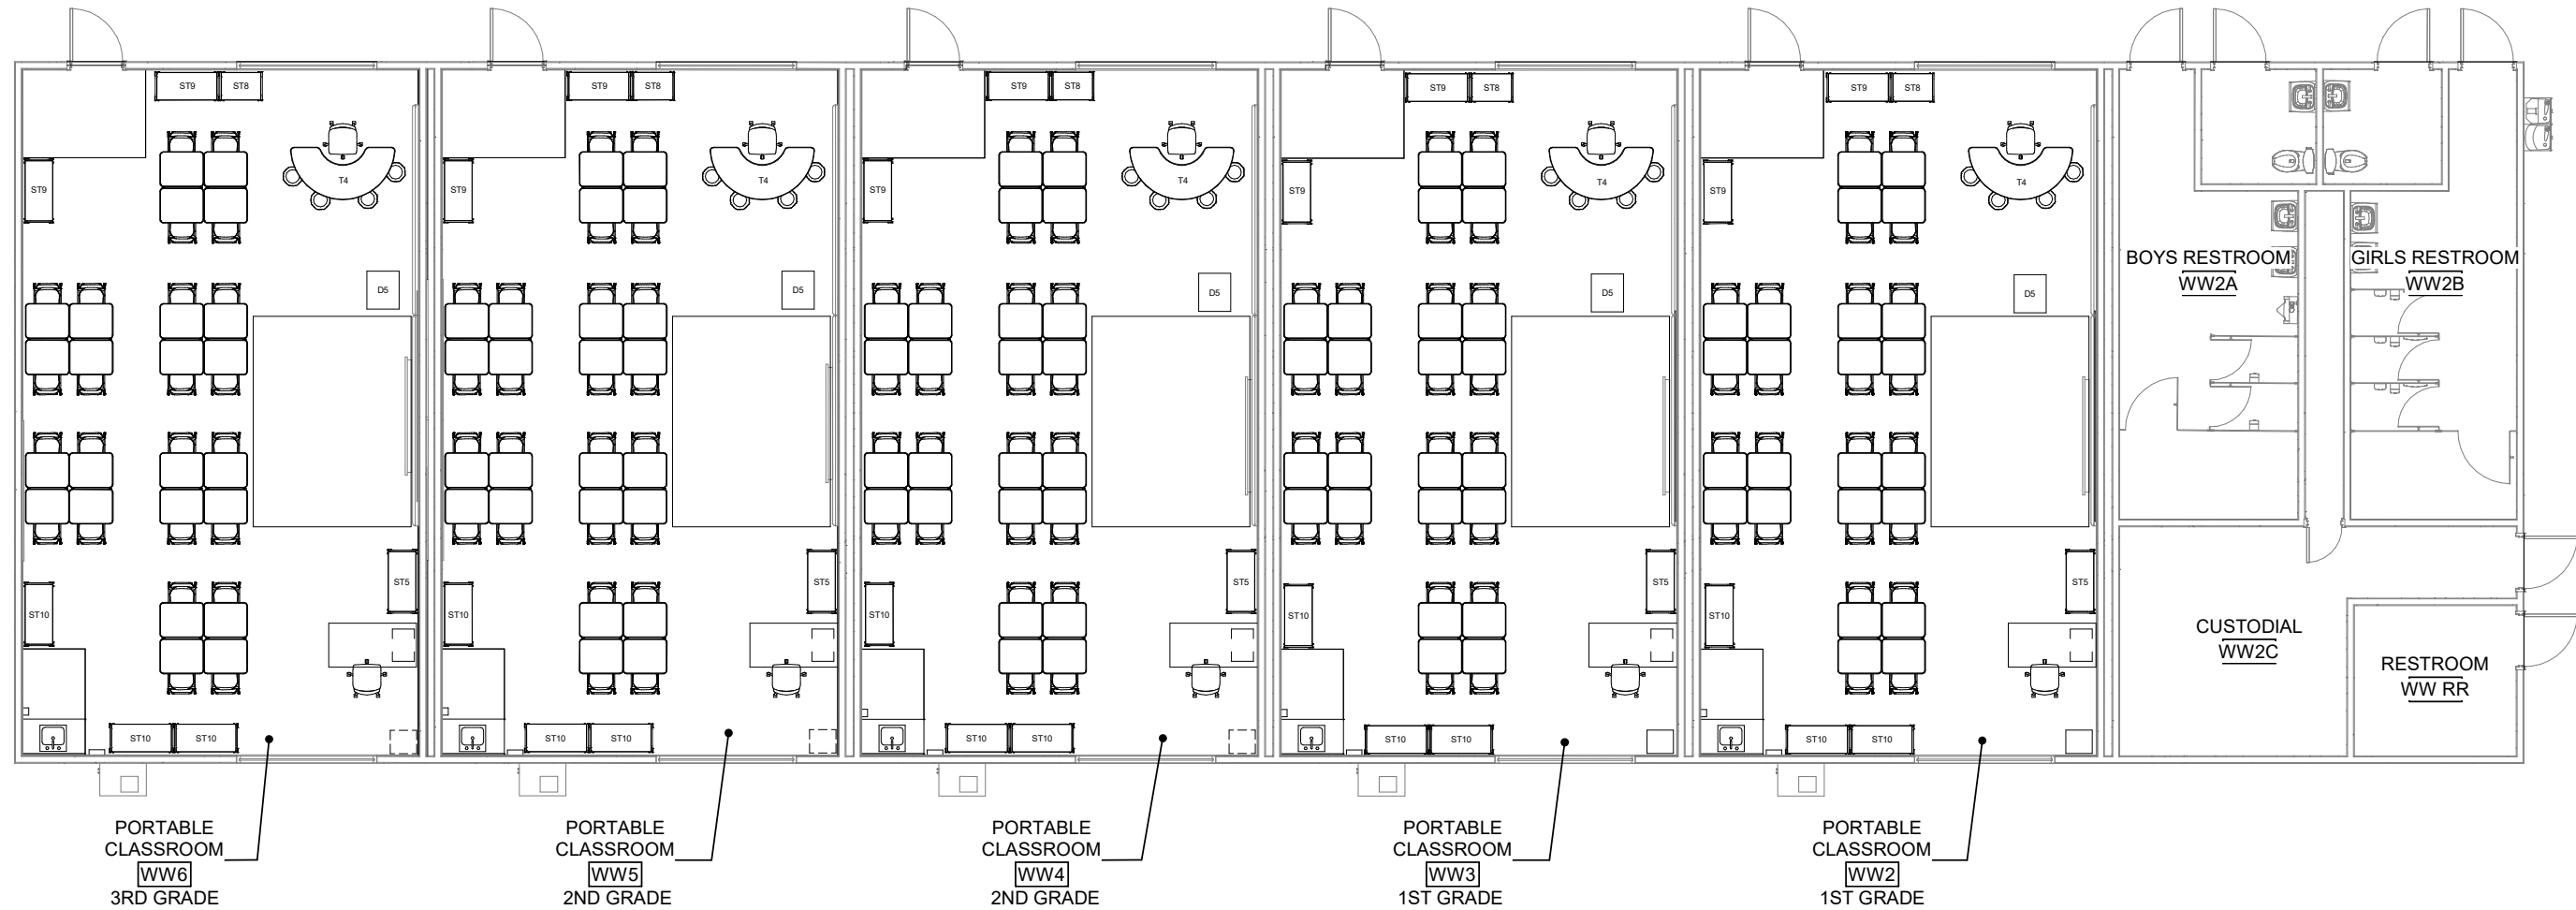 ST9 ST8 ST9 ST8 ST9 ST8 ST9 ST8 ST9 ST8
T4 T4 T4 T4 T4
ST9 ST9 ST9 ST9 ST9
BOYS RESTROOM
WW2A
GIRLS RESTROOM
WW2B
D5 D5 D5 D5 D5
ST5 ST5 ST5 ST5 ST5
ST10 ST10 ST10 ST10 ST10
CUSTODIAL
WW2C
RESTROOM
WW RR
ST10 ST10 ST10 ST10 ST10 ST10 ST10 ST10 ST10 ST10
PORTABLE
CLASSROOM
WW6
3RD GRADE
PORTABLE
CLASSROOM
WW5
2ND GRADE
PORTABLE
CLASSROOM
WW4
2ND GRADE
PORTABLE
CLASSROOM
WW3
1ST GRADE
PORTABLE
CLASSROOM
WW2
1ST GRADE